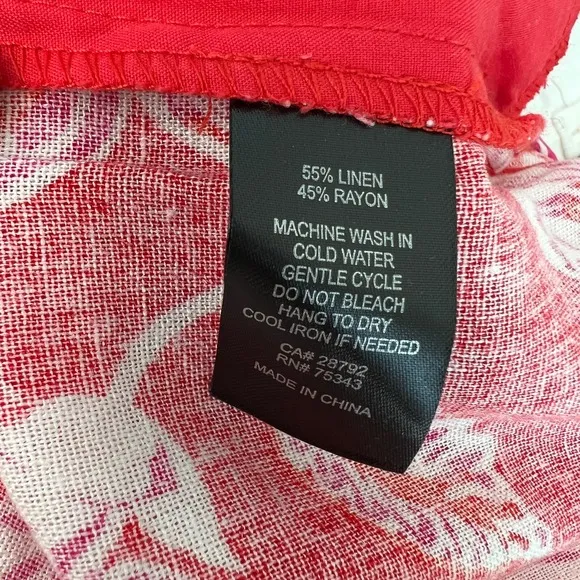 55% LINEN
45% RAYON
MACHINE WASH IN
COLD WATER
GENTLE CYCLE
DO NOT BLEACH
HANG TO DRY
COOL IRON IF NEEDED
CA# 28792
RN# 75343
MADE IN CHINA